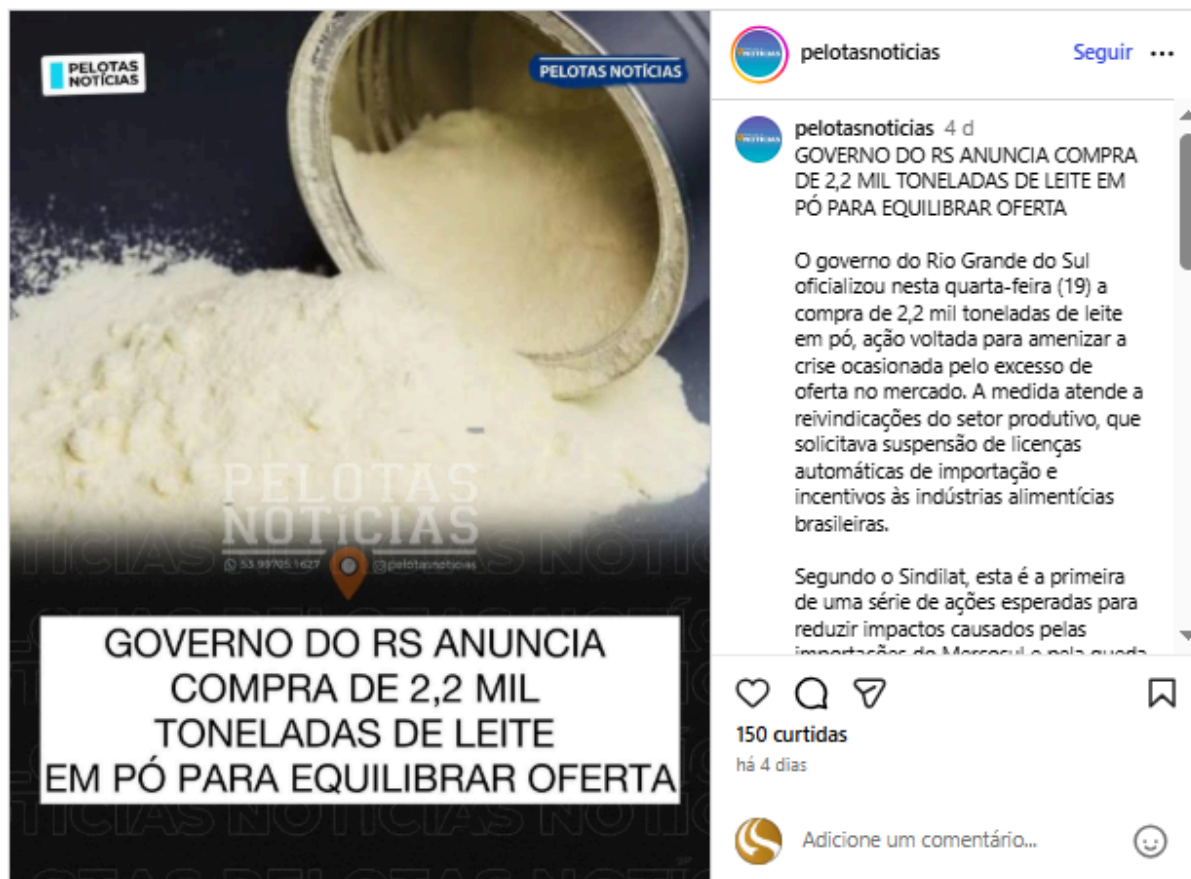 PELOTAS
NOTÍCIAS
PELOTAS NOTÍCIAS
PELOTAS
NOTÍCIAS
53 99705.1627
@pelotasnoticias
GOVERNO DO RS ANUNCIA
COMPRA DE 2,2 MIL
TONELADAS DE LEITE
EM PÓ PARA EQUILIBRAR OFERTA
pelotasnoticias
Seguir
pelotasnoticias 4 d
GOVERNO DO RS ANUNCIA COMPRA
DE 2,2 MIL TONELADAS DE LEITE EM
PÓ PARA EQUILIBRAR OFERTA
O governo do Rio Grande do Sul
oficializou nesta quarta-feira (19) a
compra de 2,2 mil toneladas de leite
em pó, ação voltada para amenizar a
crise ocasionada pelo excesso de
oferta no mercado. A medida atende a
reivindicações do setor produtivo, que
solicitava suspensão de licenças
automáticas de importação e
incentivos às indústrias alimentícias
brasileiras.
Segundo o Sindilat, esta é a primeira
de uma série de ações esperadas para
reduzir impactos causados pelas
importações do Mercosul e pela queda
150 curtidas
há 4 dias
Adicione um comentário...